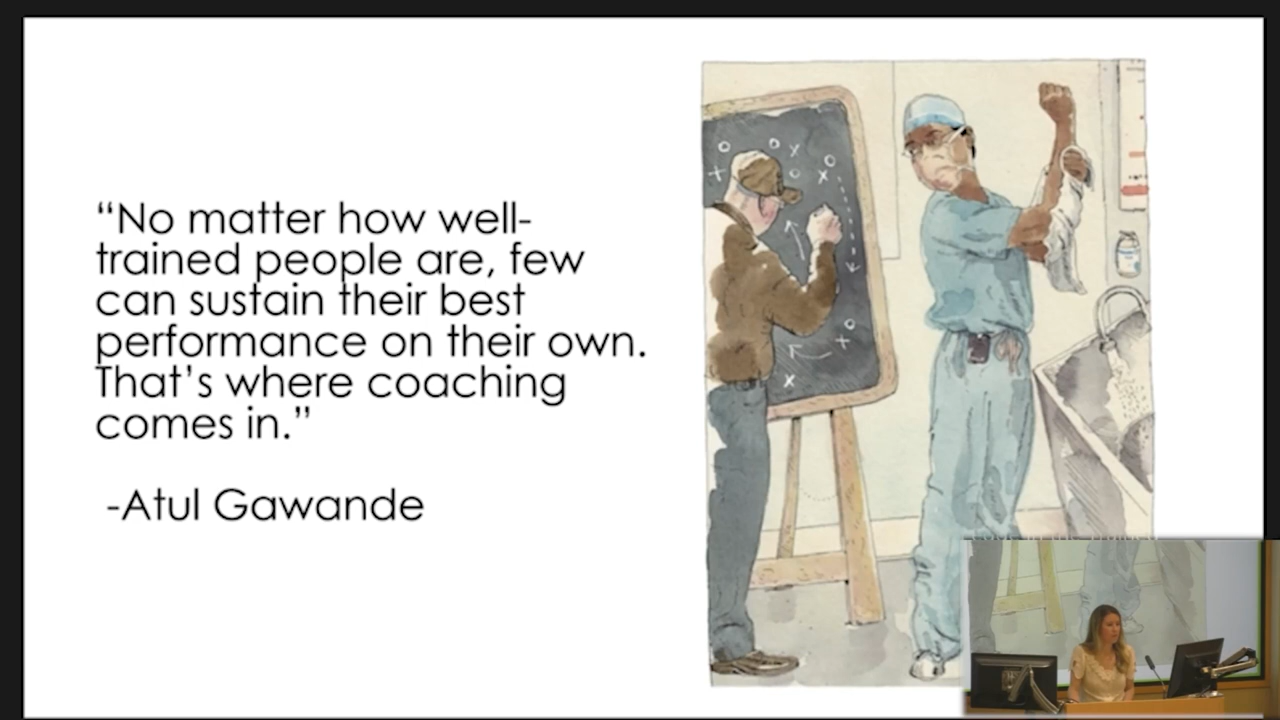 “No matter how well-
trained people are, few
can sustain their best
performance on their own.
That’s where coaching
comes in.”
-Atul Gawande